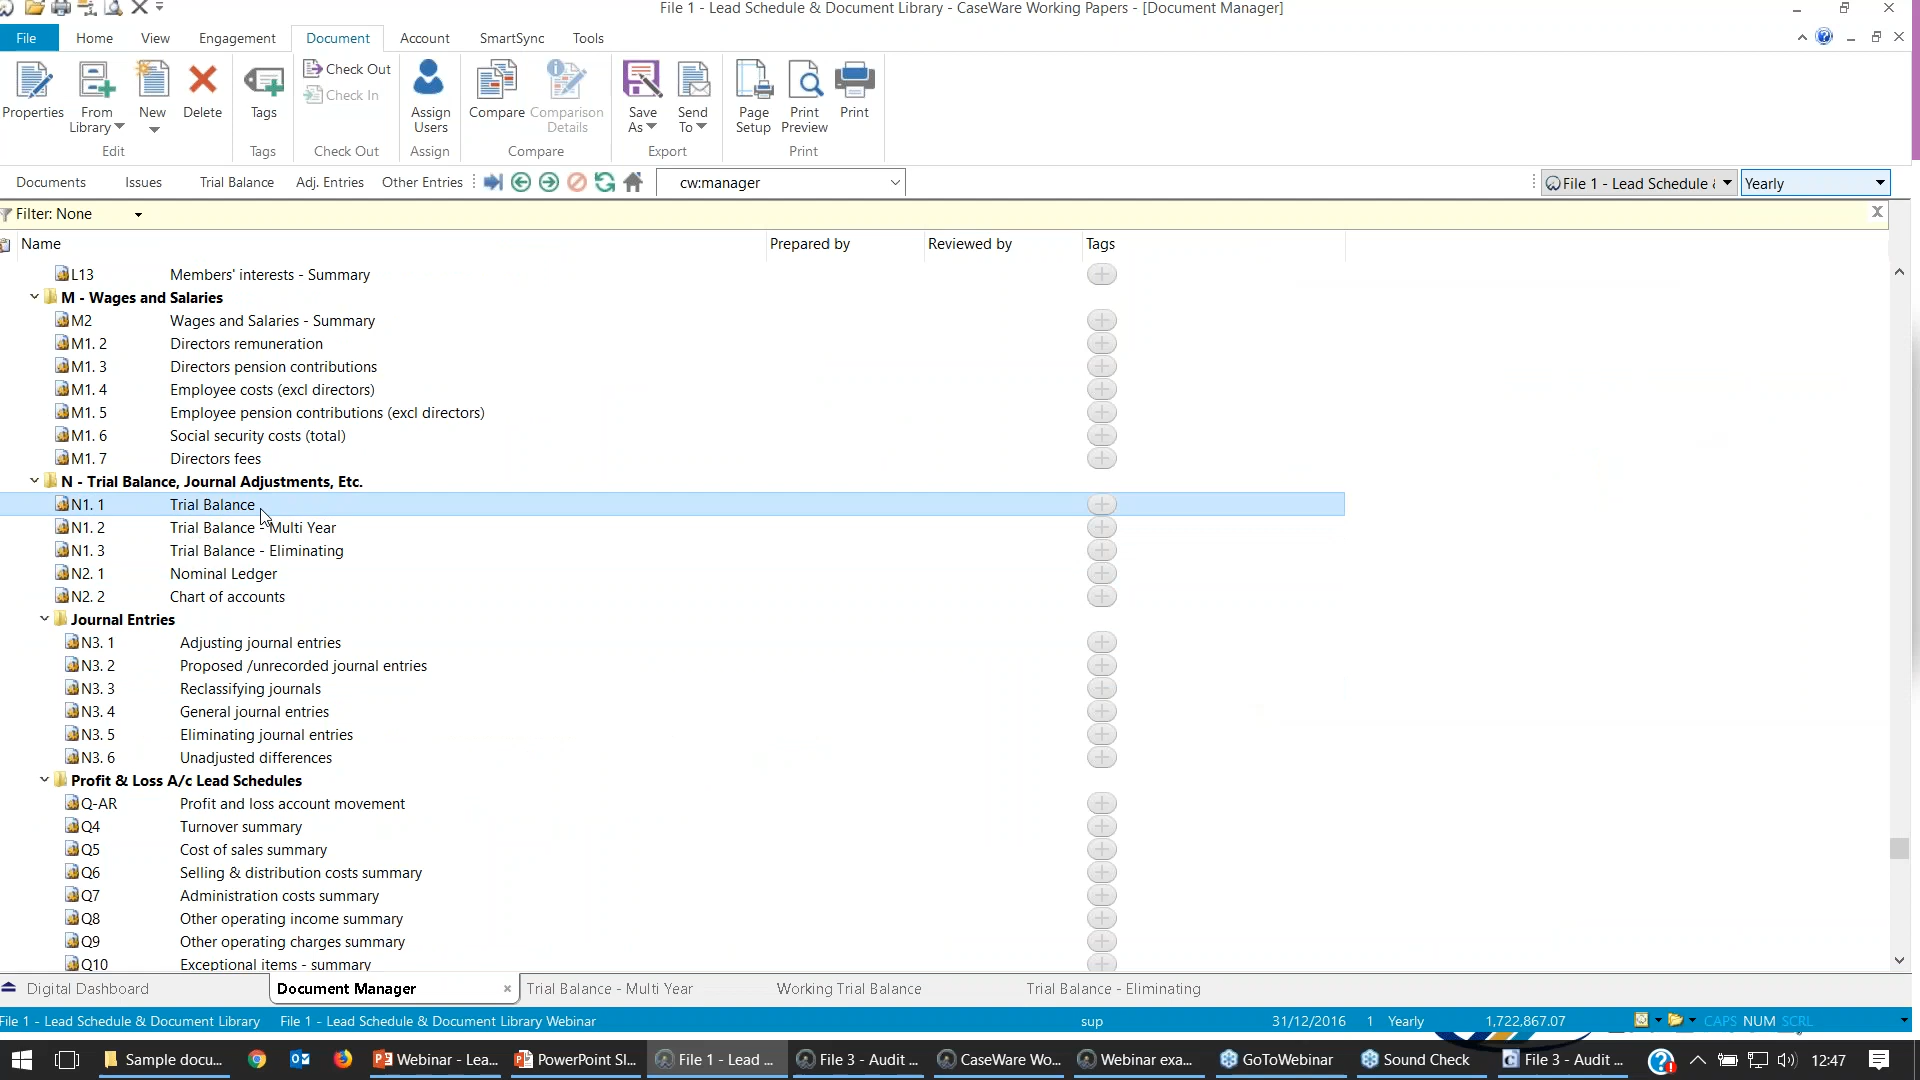 File 1 - Lead Schedule & Document Library - CaseWare Working Papers - [Document Manager]
File Home View Engagement Document Account SmartSync Tools
Properties From Library New Delete Tags Check Out Check In Assign Users Compare Comparison Details Save As Send To Page Setup Print Preview Print
Edit Tags Check Out Assign Compare Export Print
Documents Issues Trial Balance Adj. Entries Other Entries cw:manager File 1 - Lead Schedule & Yearly
Filter: None
Name Prepared by Reviewed by Tags
L13 Members' interests - Summary
M - Wages and Salaries
M2 Wages and Salaries - Summary
M1. 2 Directors remuneration
M1. 3 Directors pension contributions
M1. 4 Employee costs (excl directors)
M1. 5 Employee pension contributions (excl directors)
M1. 6 Social security costs (total)
M1. 7 Directors fees
N - Trial Balance, Journal Adjustments, Etc.
N1. 1 Trial Balance
N1. 2 Trial Balance - Multi Year
N1. 3 Trial Balance - Eliminating
N2. 1 Nominal Ledger
N2. 2 Chart of accounts
Journal Entries
N3. 1 Adjusting journal entries
N3. 2 Proposed /unrecorded journal entries
N3. 3 Reclassifying journals
N3. 4 General journal entries
N3. 5 Eliminating journal entries
N3. 6 Unadjusted differences
Profit & Loss A/c Lead Schedules
Q-AR Profit and loss account movement
Q4 Turnover summary
Q5 Cost of sales summary
Q6 Selling & distribution costs summary
Q7 Administration costs summary
Q8 Other operating income summary
Q9 Other operating charges summary
Q10 Exceptional items - summary
Digital Dashboard Document Manager Trial Balance - Multi Year Working Trial Balance Trial Balance - Eliminating
File 1 - Lead Schedule & Document Library File 1 - Lead Schedule & Document Library Webinar sup 31/12/2016 1 Yearly 1,722,867.07 CAPS NUM SCRL
Sample docu... Webinar - Lea... PowerPoint Sl... File 1 - Lead ... File 3 - Audit ... CaseWare Wo... Webinar exa... GoToWebinar Sound Check File 3 - Audit ... 12:47